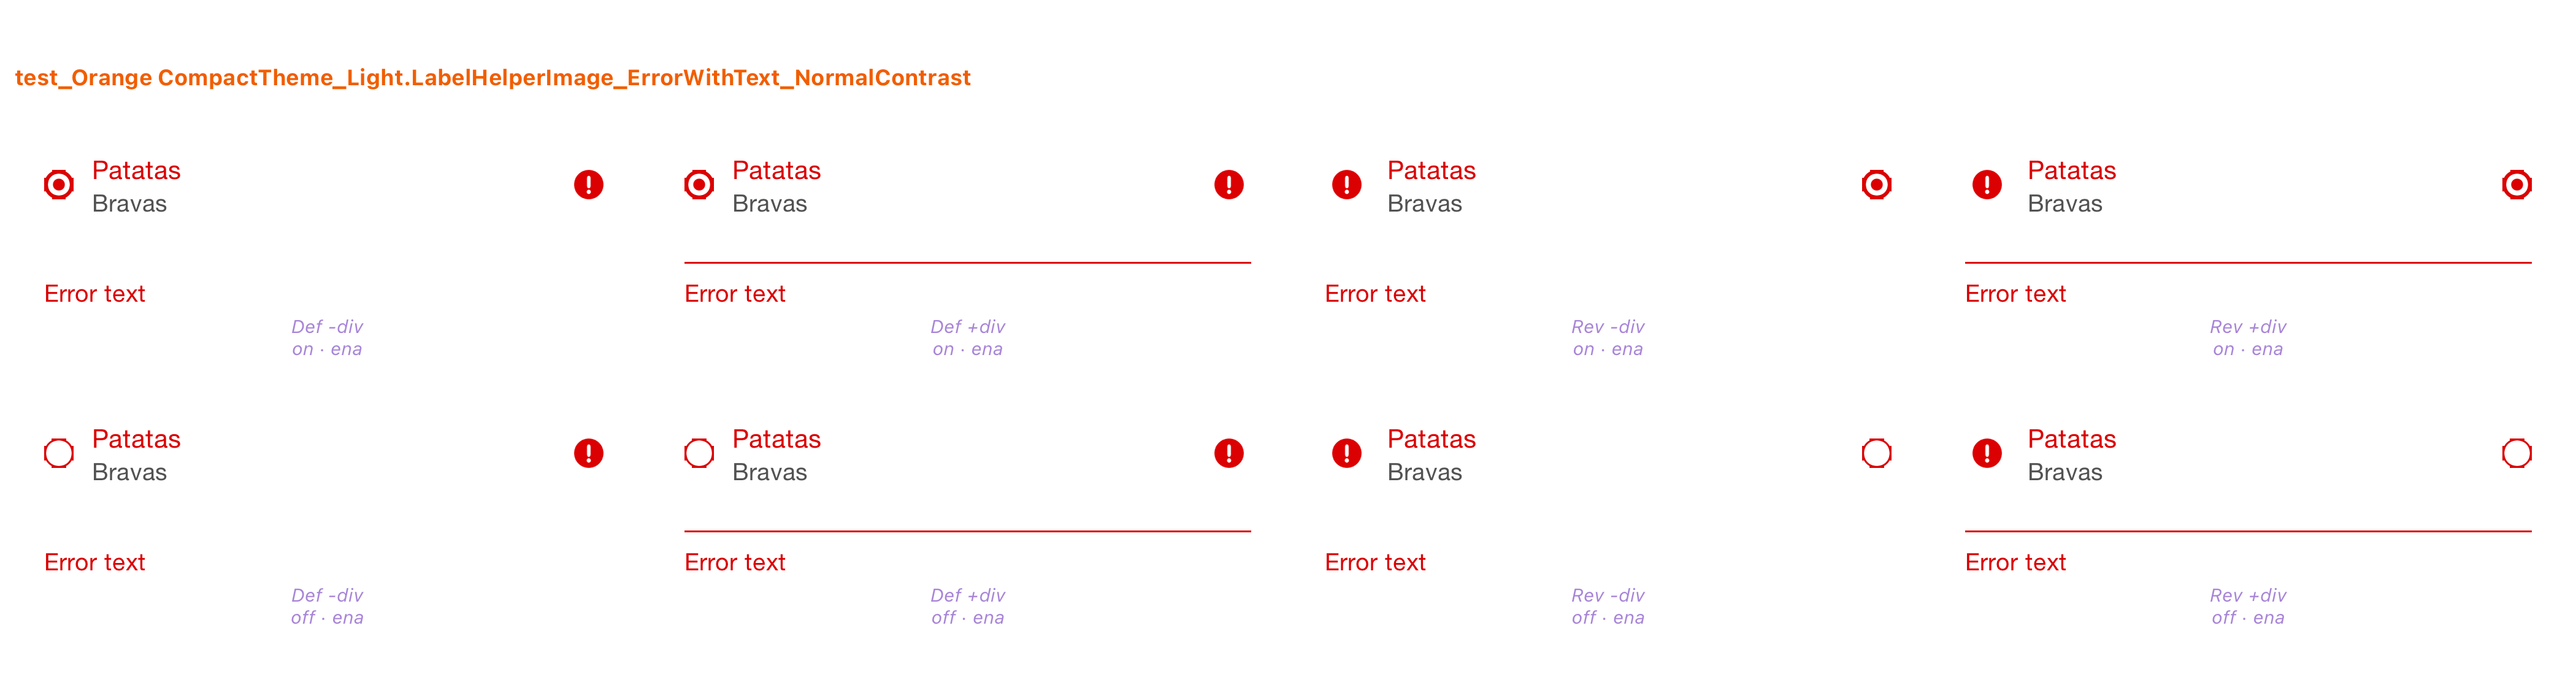 test_Orange CompactTheme_Light.LabelHelperImage_ErrorWithText_NormalContrast
Patatas
Bravas
Error text
Def -div
on · ena
Patatas
Bravas
Error text
Def +div
on · ena
Patatas
Bravas
Error text
Rev -div
on · ena
Patatas
Bravas
Error text
Rev +div
on · ena
Patatas
Bravas
Error text
Def -div
off · ena
Patatas
Bravas
Error text
Def +div
off · ena
Patatas
Bravas
Error text
Rev -div
off · ena
Patatas
Bravas
Error text
Rev +div
off · ena